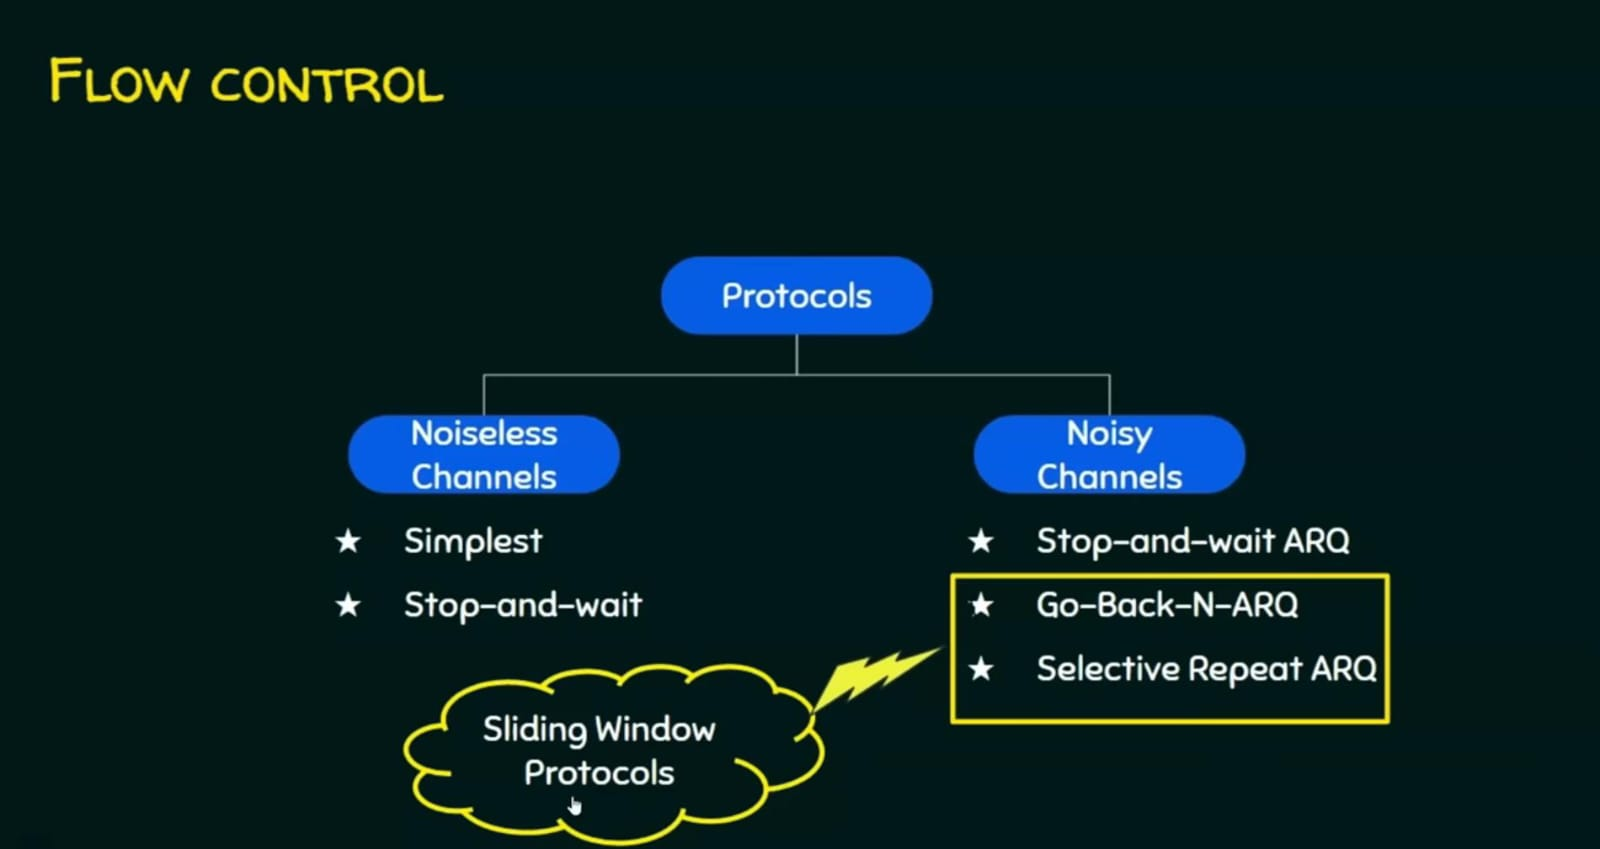 FLOW CONTROL
Protocols
Noiseless
Channels
★ Simplest
★ Stop-and-wait
Noisy
Channels
★ Stop-and-wait ARQ
★ Go-Back-N-ARQ
★ Selective Repeat ARQ
Sliding Window
Protocols